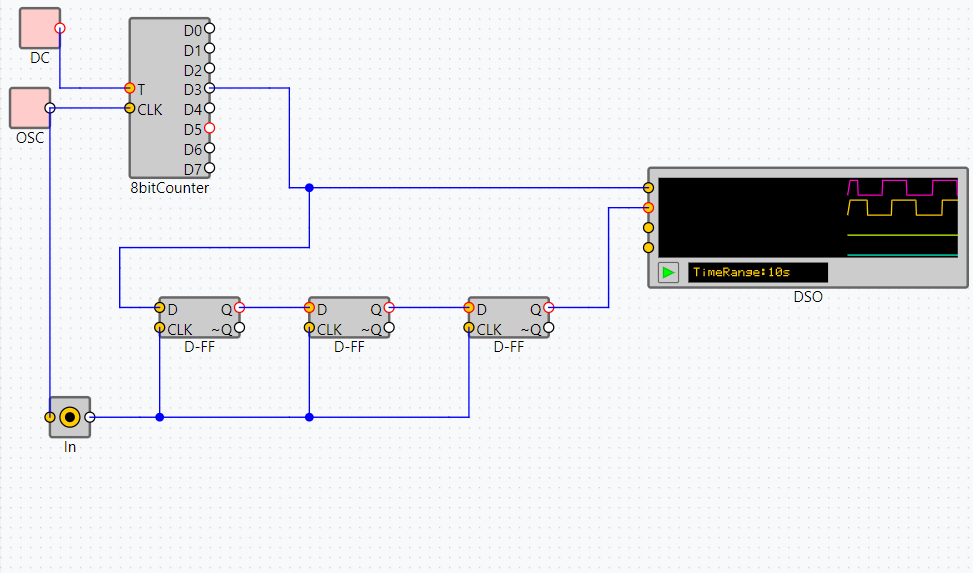 DC
OSC
T
CLK
D0
D1
D2
D3
D4
D5
D6
D7
8bitCounter
TimeRange:10s
DSO
D Q
CLK ~Q
D-FF
D Q
CLK ~Q
D-FF
D Q
CLK ~Q
D-FF
In